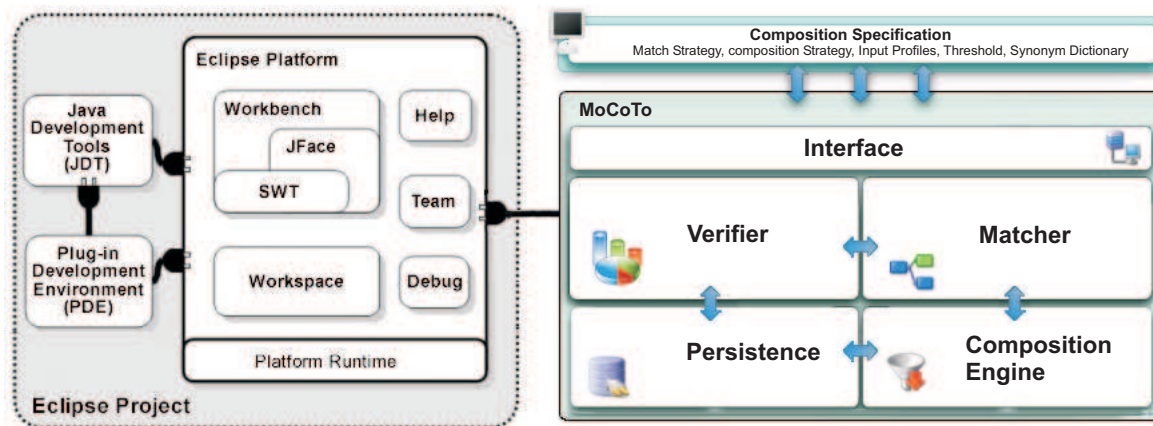 Eclipse Platform
Workbench
JFace
SWT
Help
Team
Debug
Workspace
Platform Runtime
Java
Development
Tools
(JDT)
Plug-in
Development
Environment
(PDE)
Eclipse Project
Composition Specification
Match Strategy, composition Strategy, Input Profiles, Threshold, Synonym Dictionary
MoCoTo
Interface
Verifier
Matcher
Persistence
Composition
Engine